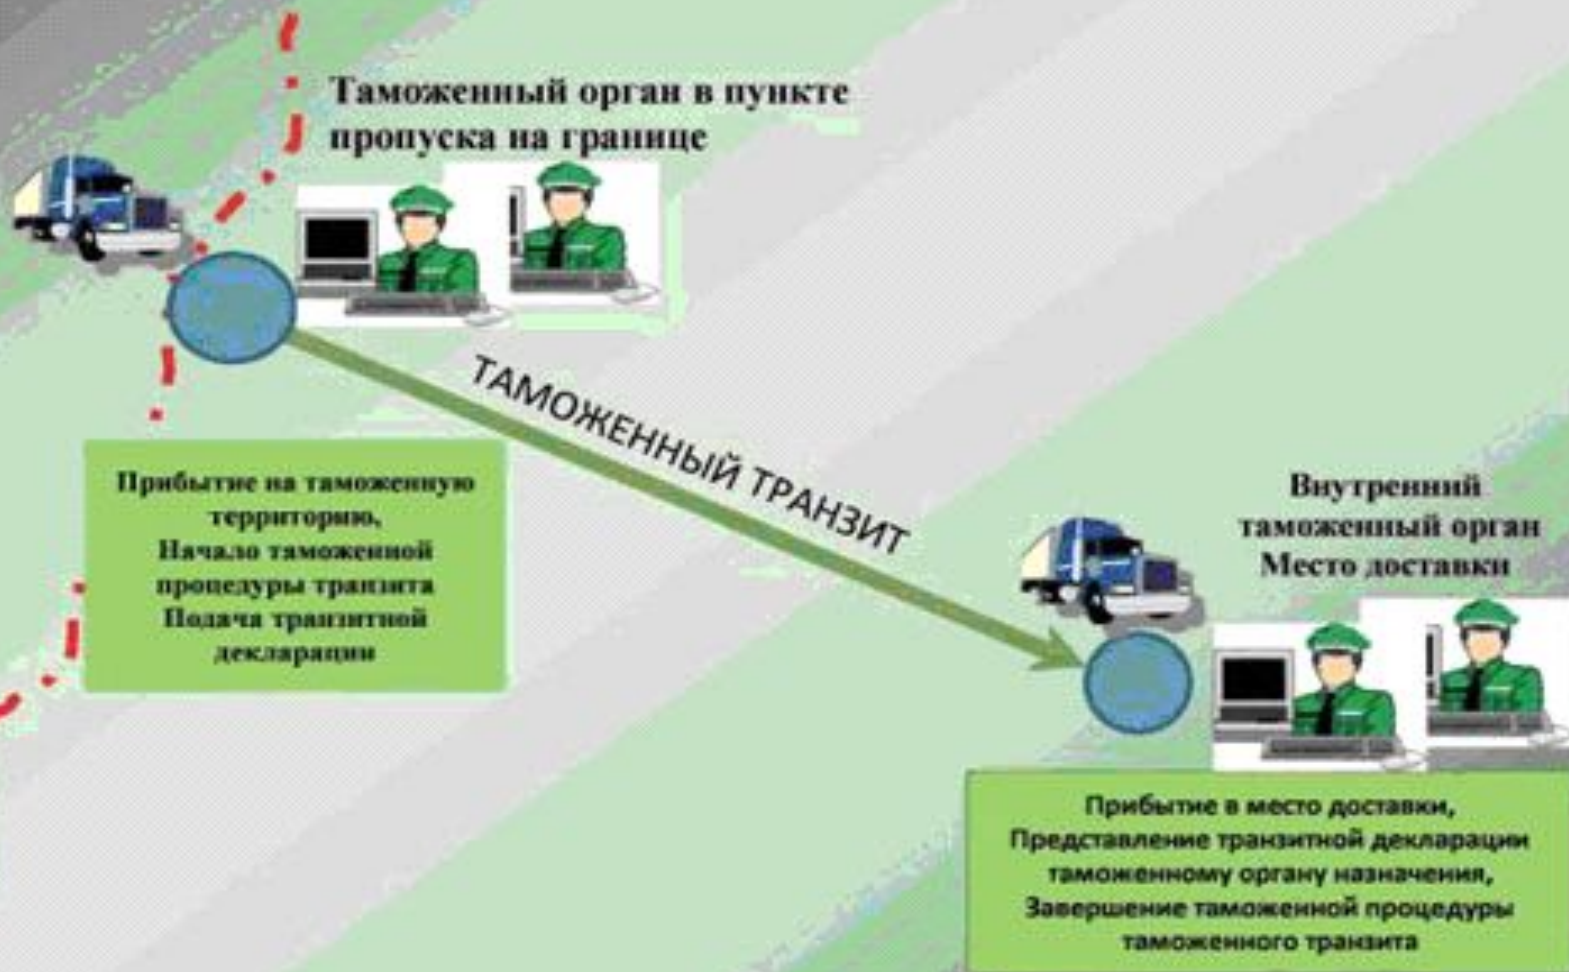 Таможенный орган в пункте
пропуска на границе
ТАМОЖЕННЫЙ ТРАНЗИТ
Прибытие на таможенную
территорию,
Начало таможенной
процедуры транзита
Подача транзитной
декларации
Внутренний
таможенный орган
Место доставки
Прибытие в место доставки,
Представление транзитной декларации
таможенному органу назначения,
Завершение таможенной процедуры
таможенного транзита